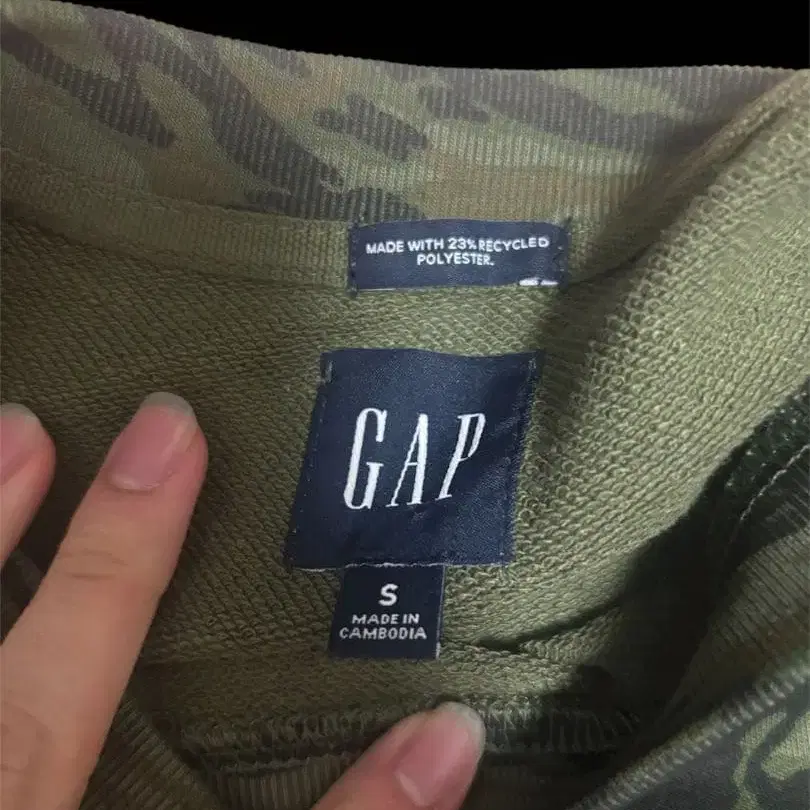 MADE WITH 23% RECYCLED
POLYESTER.
GAP
S
MADE IN
CAMBODIA